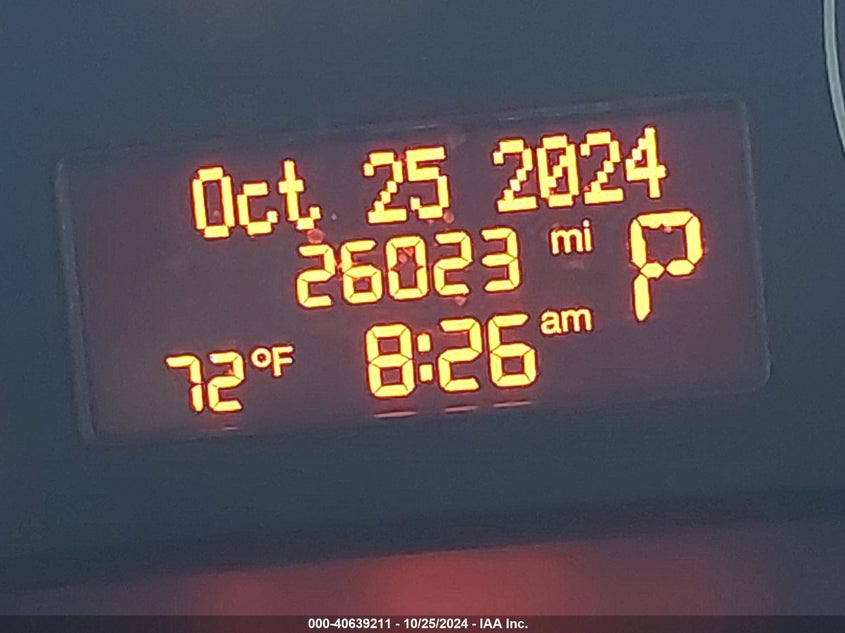 Oct 25 2024
26023 mi P
72°F 8:26 am
000-40639211 - 10/25/2024 - IAA Inc.